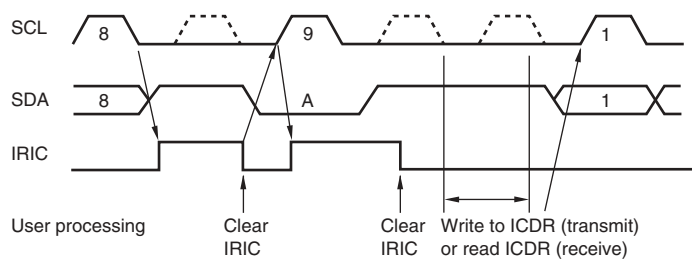 SCL 8 9 1
SDA 8 A 1
IRIC
User processing Clear IRIC Clear IRIC Write to ICDR (transmit) or read ICDR (receive)